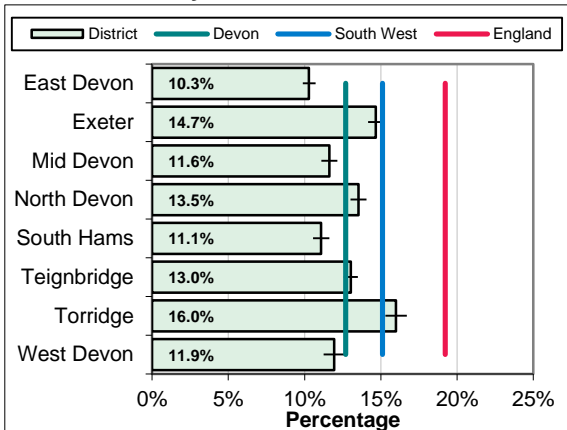 District Devon South West England
East Devon 10.3%
Exeter 14.7%
Mid Devon 11.6%
North Devon 13.5%
South Hams 11.1%
Teignbridge 13.0%
Torridge 16.0%
West Devon 11.9%
0% 5% 10% 15% 20% 25%
Percentage